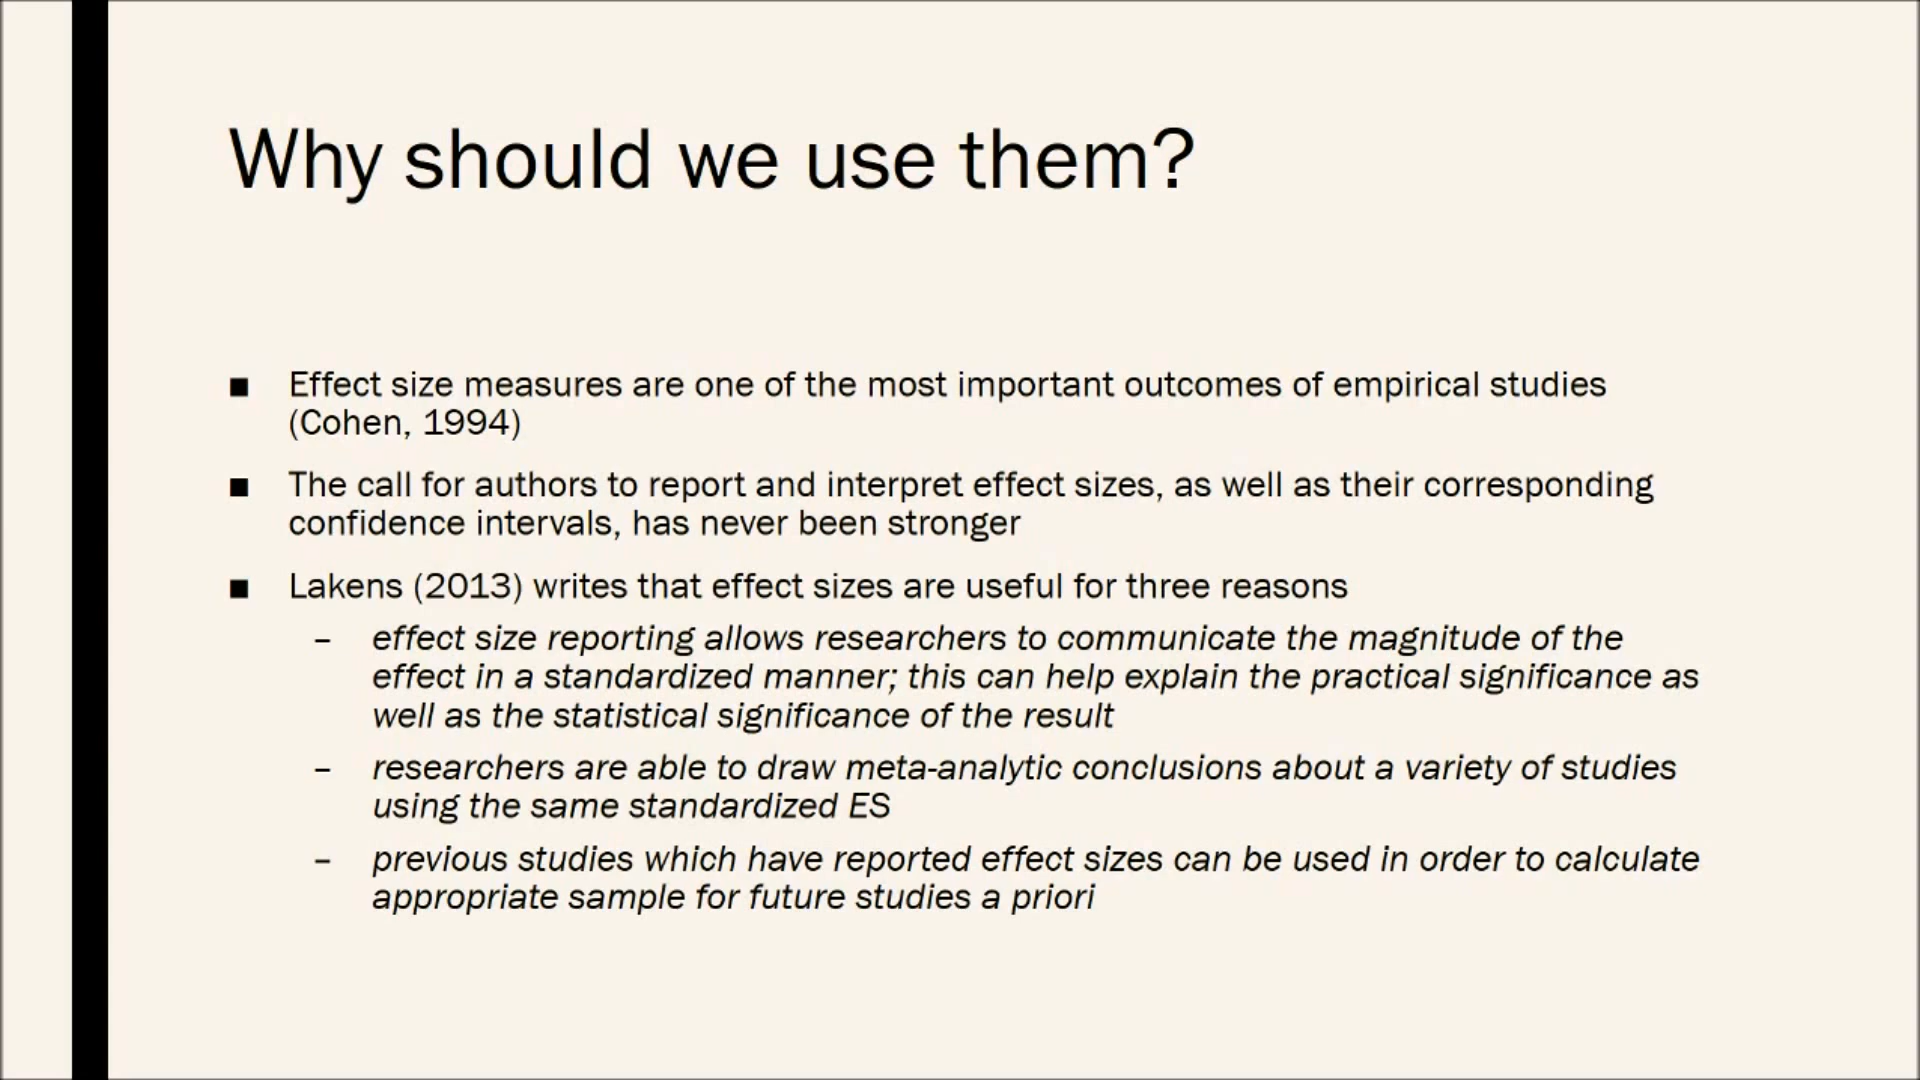 Why should we use them?
■ Effect size measures are one of the most important outcomes of empirical studies
(Cohen, 1994)
■ The call for authors to report and interpret effect sizes, as well as their corresponding
confidence intervals, has never been stronger
■ Lakens (2013) writes that effect sizes are useful for three reasons
– effect size reporting allows researchers to communicate the magnitude of the
effect in a standardized manner; this can help explain the practical significance as
well as the statistical significance of the result
– researchers are able to draw meta-analytic conclusions about a variety of studies
using the same standardized ES
– previous studies which have reported effect sizes can be used in order to calculate
appropriate sample for future studies a priori